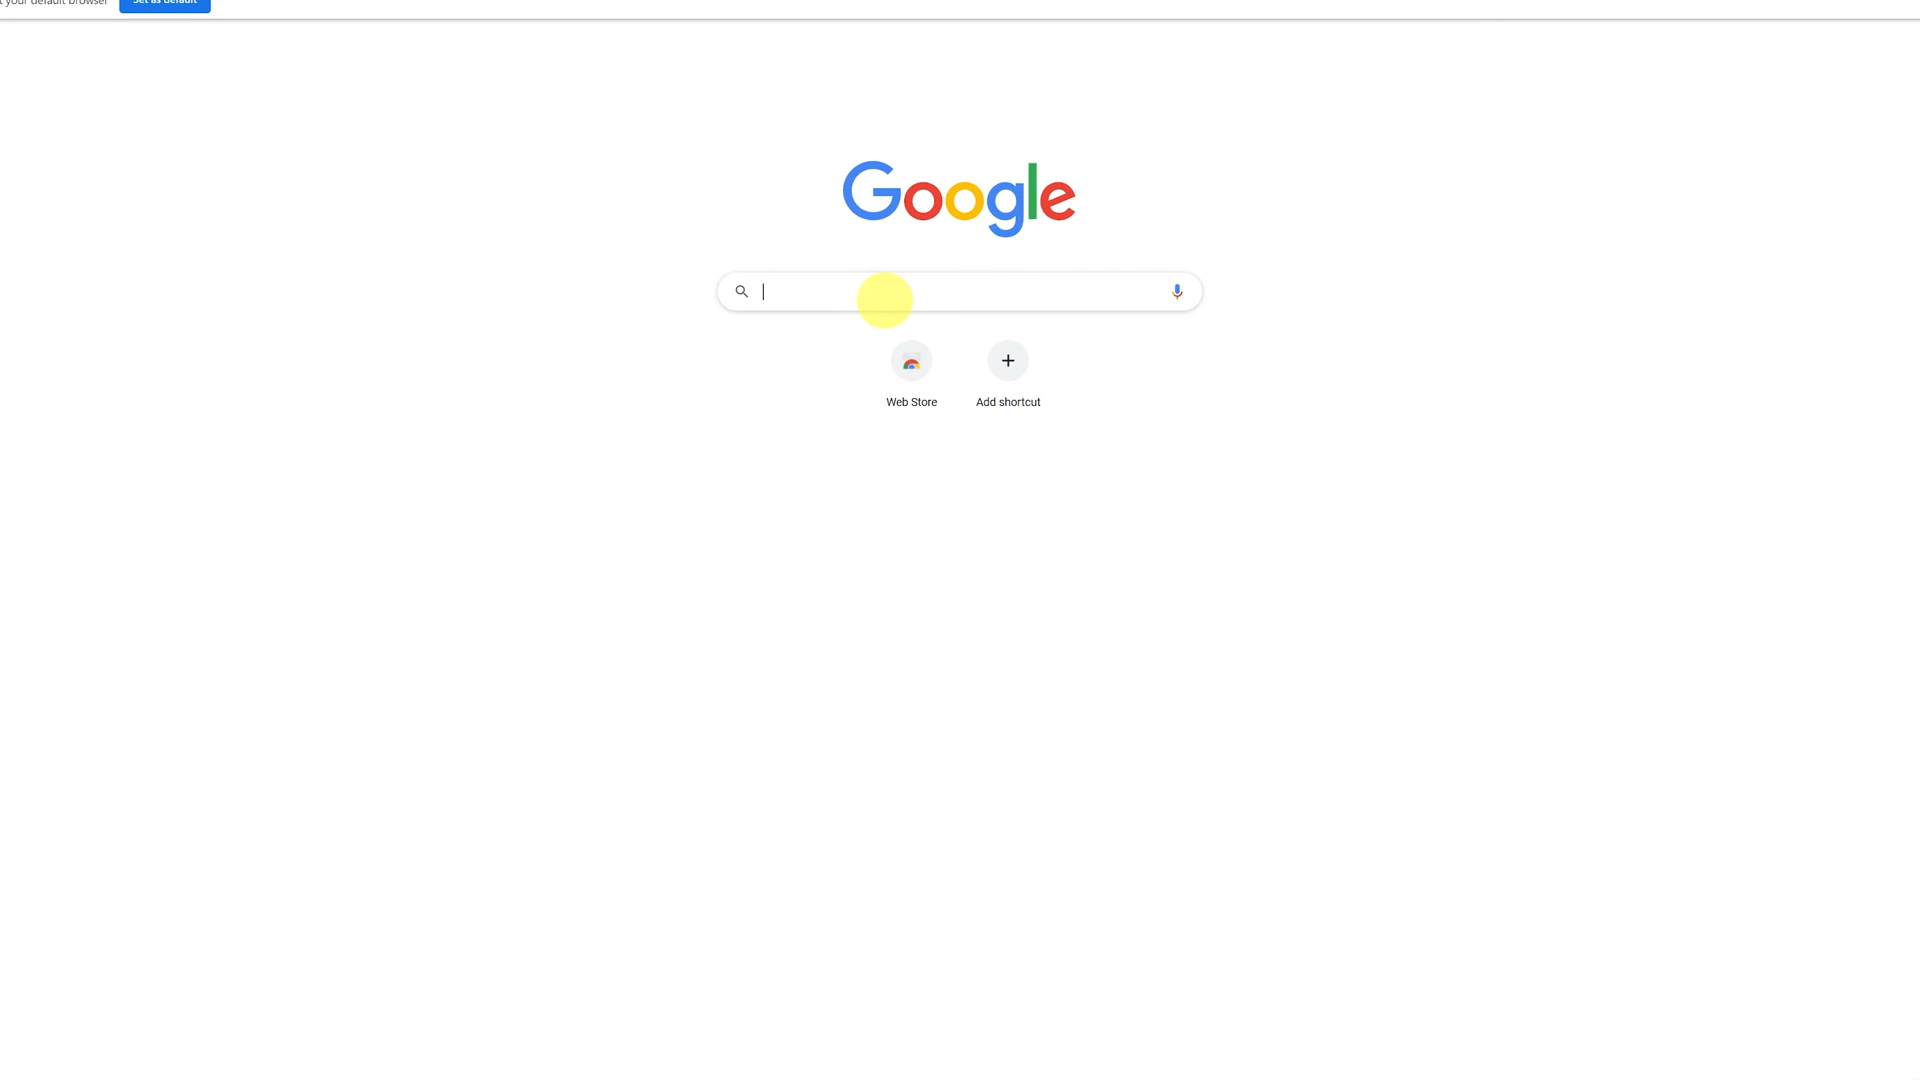 your default browser
Set as default
Google
Web Store
Add shortcut